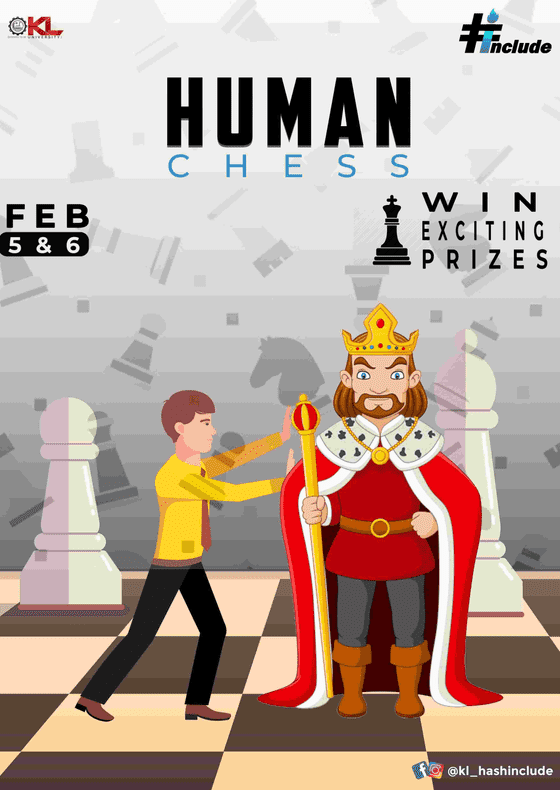 KL
UNIVERSITY
#include
HUMAN
CHESS
FEB
5 & 6
WIN
EXCITING
PRIZES
@kl_hashinclude